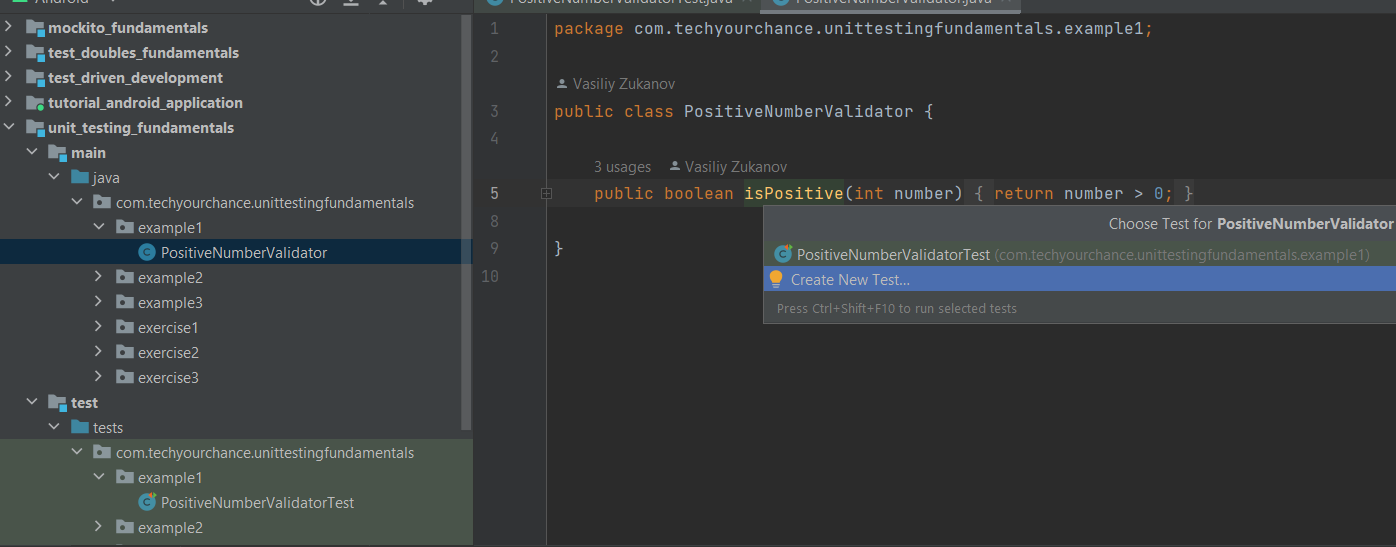 Android
mockito_fundamentals
test_doubles_fundamentals
test_driven_development
tutorial_android_application
unit_testing_fundamentals
main
java
com.techyourchance.unittestingfundamentals
example1
PositiveNumberValidator
example2
example3
exercise1
exercise2
exercise3
test
tests
com.techyourchance.unittestingfundamentals
example1
PositiveNumberValidatorTest
example2
PositiveNumberValidatorTest.java
PositiveNumberValidator.java
1 package com.techyourchance.unittestingfundamentals.example1;
2
Vasiliy Zukanov
3 public class PositiveNumberValidator {
4
3 usages Vasiliy Zukanov
5 public boolean isPositive(int number) { return number > 0; }
8
9 }
10
Choose Test for PositiveNumberValidator
PositiveNumberValidatorTest (com.techyourchance.unittestingfundamentals.example1)
Create New Test...
Press Ctrl+Shift+F10 to run selected tests